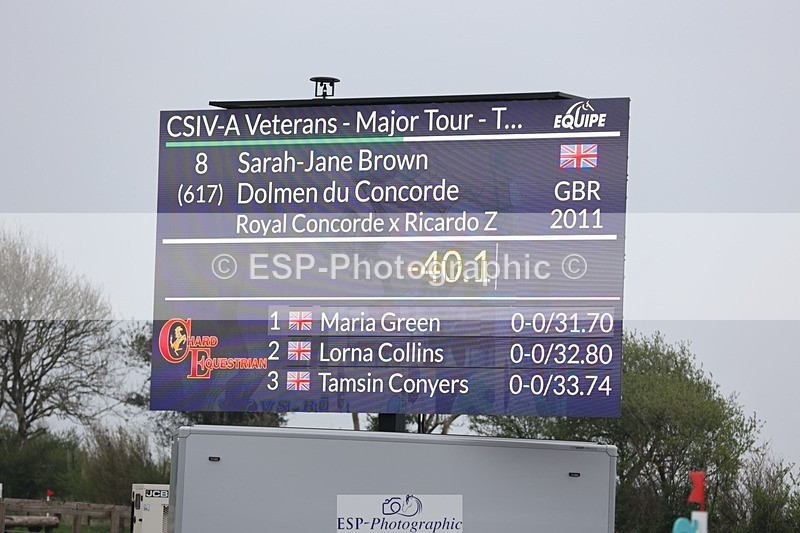 CSIV-A Veterans - Major Tour - T...
EQUIPE
8 Sarah-Jane Brown
(617) Dolmen du Concorde GBR
Royal Concorde x Ricardo Z 2011
-40.1
© ESP-Photographic ©
1 Maria Green 0-0/31.70
2 Lorna Collins 0-0/32.80
3 Tamsin Conyers 0-0/33.74
CHARD
EQUESTRIAN
JCB
ESP-Photographic